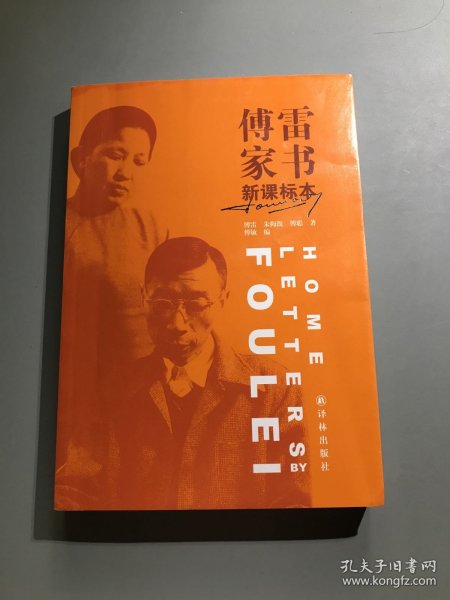 傅雷
家书
新课标本
傅雷 朱梅馥 傅聪 著
傅敏 编
HOME
LETTERS BY
FOULEI
译林出版社
孔夫子旧书网
www.kongfz.com